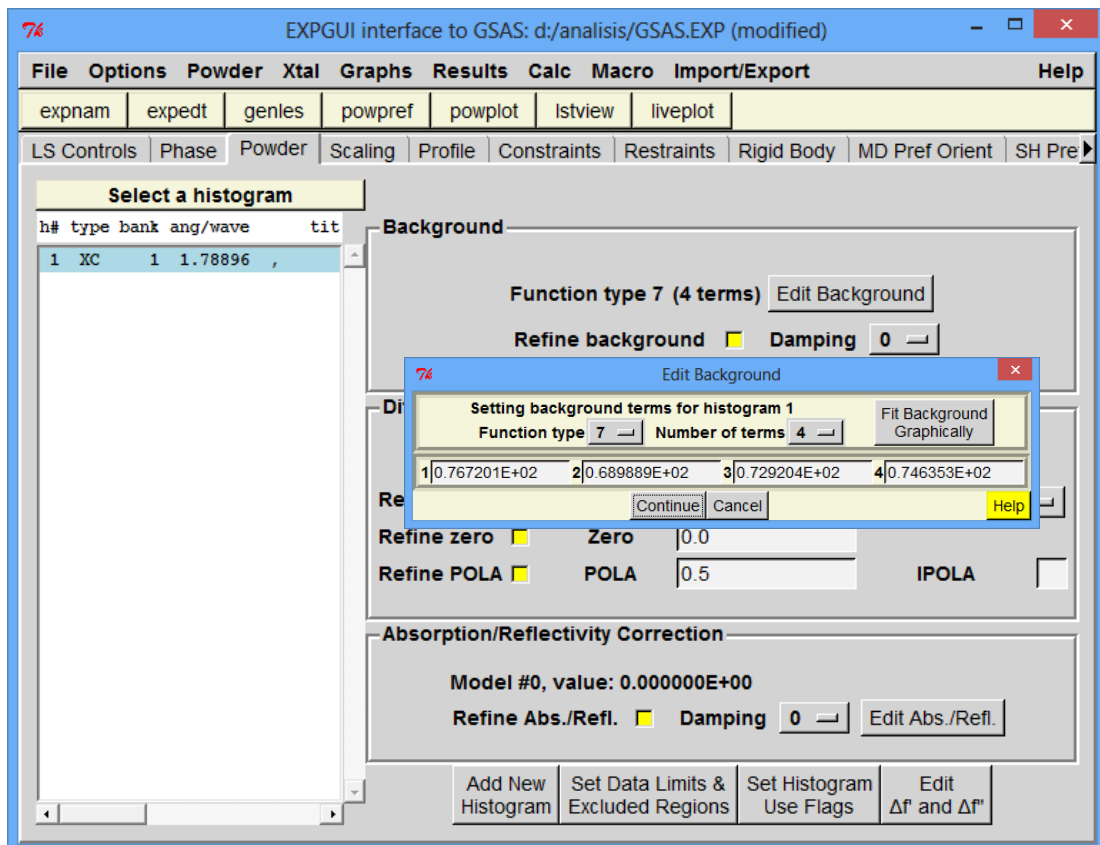 EXPGUI interface to GSAS: d:/analisis/GSAS.EXP (modified)
File Options Powder Xtal Graphs Results Calc Macro Import/Export Help
expnam expedt genles powpref powplot lstview liveplot
LS Controls Phase Powder Scaling Profile Constraints Restraints Rigid Body MD Pref Orient SH Pre
Select a histogram
h# type bank ang/wave tit
1 XC 1 1.78896 ,
Background
Function type 7 (4 terms) Edit Background
Refine background Damping 0
Edit Background
Setting background terms for histogram 1
Function type 7 Number of terms 4
Fit Background
Graphically
1 0.767201E+02 2 0.689889E+02 3 0.729204E+02 4 0.746353E+02
Continue Cancel Help
Di
Re
Refine zero Zero 0.0
Refine POLA POLA 0.5 IPOLA
Absorption/Reflectivity Correction
Model #0, value: 0.000000E+00
Refine Abs./Refl. Damping 0 Edit Abs./Refl.
Add New
Histogram
Set Data Limits &
Excluded Regions
Set Histogram
Use Flags
Edit
Δf' and Δf"